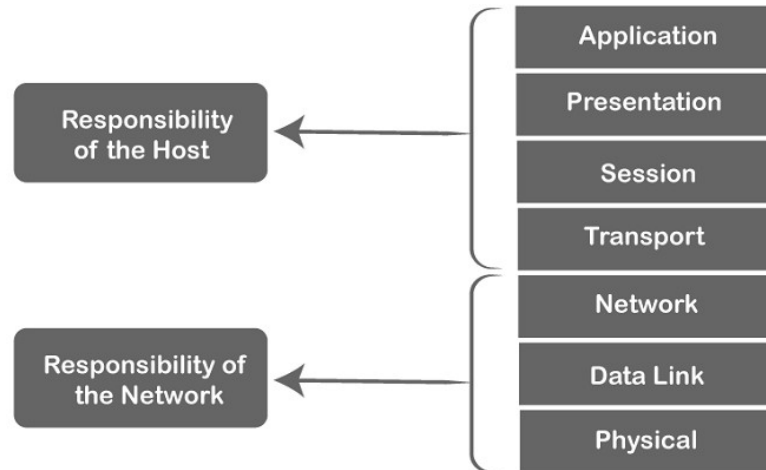 Application
Presentation
Responsibility
of the Host
Session
Transport
Network
Responsibility of
the Network
Data Link
Physical